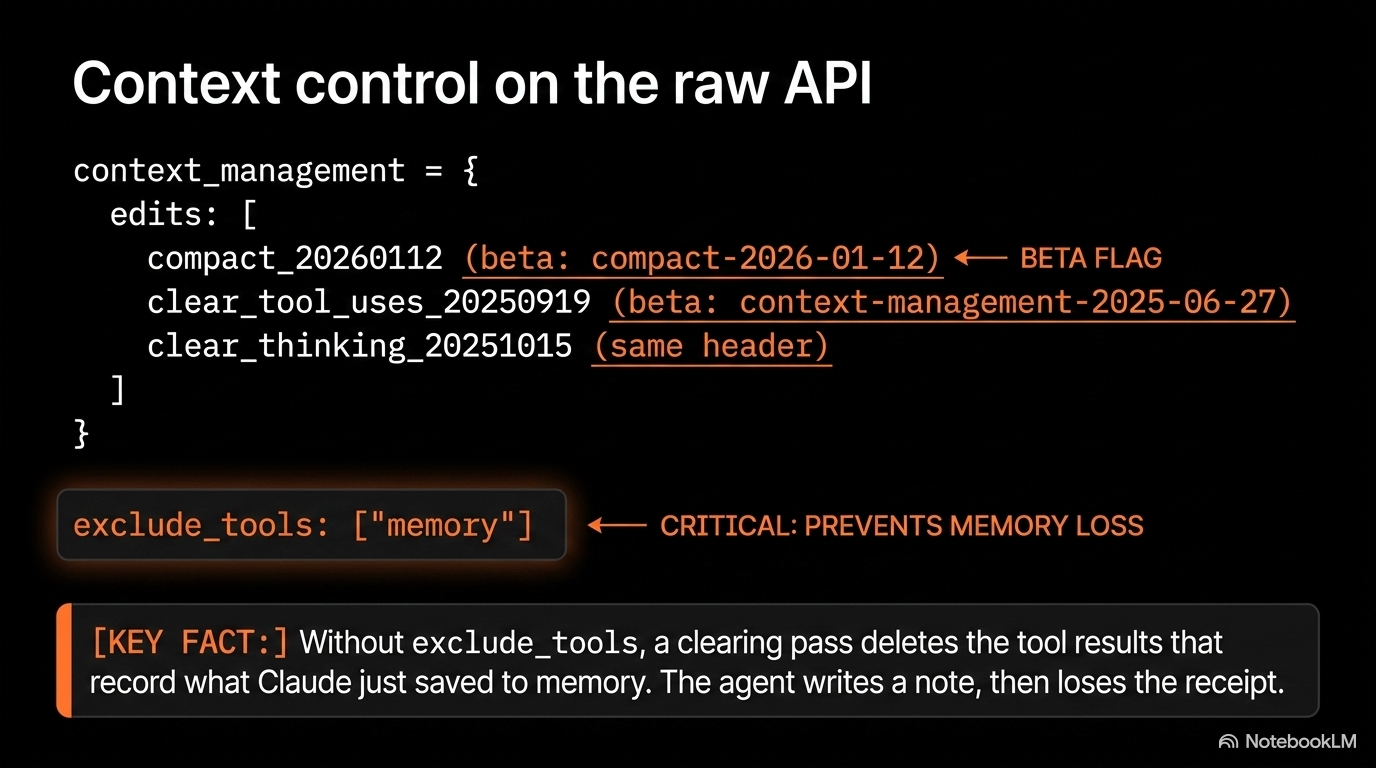 Context control on the raw API
context_management = {
edits: [
compact_20260112 (beta: compact-2026-01-12) ← BETA FLAG
clear_tool_uses_20250919 (beta: context-management-2025-06-27)
clear_thinking_20251015 (same header)
]
}
exclude_tools: ["memory"] ← CRITICAL: PREVENTS MEMORY LOSS
[KEY FACT:] Without exclude_tools, a clearing pass deletes the tool results that
record what Claude just saved to memory. The agent writes a note, then loses the receipt.
NotebookLM